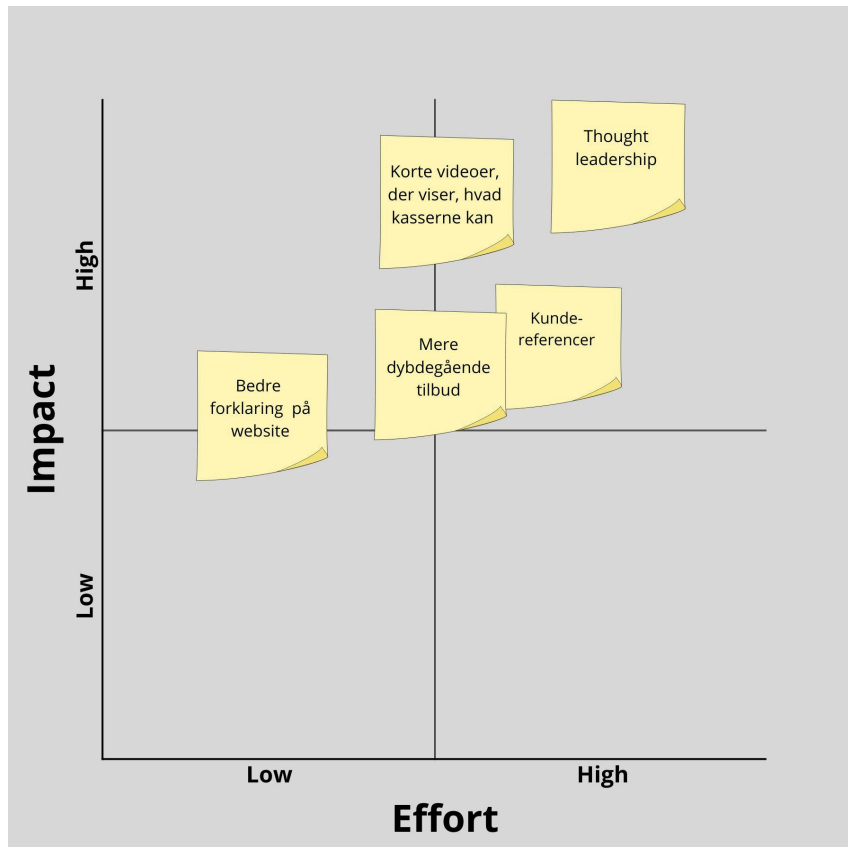 Thought
leadership
Korte videoer,
der viser, hvad
kasserne kan
High
Kunde-
referencer
Mere
dybdegående
tilbud
Bedre
forklaring på
website
Impact
Low
Low
High
Effort